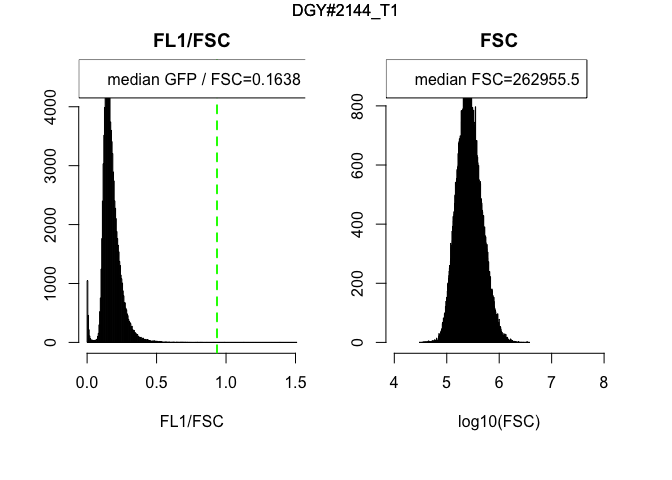 DGY#2144_T1
FL1/FSC
median GFP / FSC=0.1638
0
1000
2000
3000
4000
0.0 0.5 1.0 1.5
FL1/FSC
FSC
median FSC=262955.5
0
200
400
600
800
4 5 6 7 8
log10(FSC)